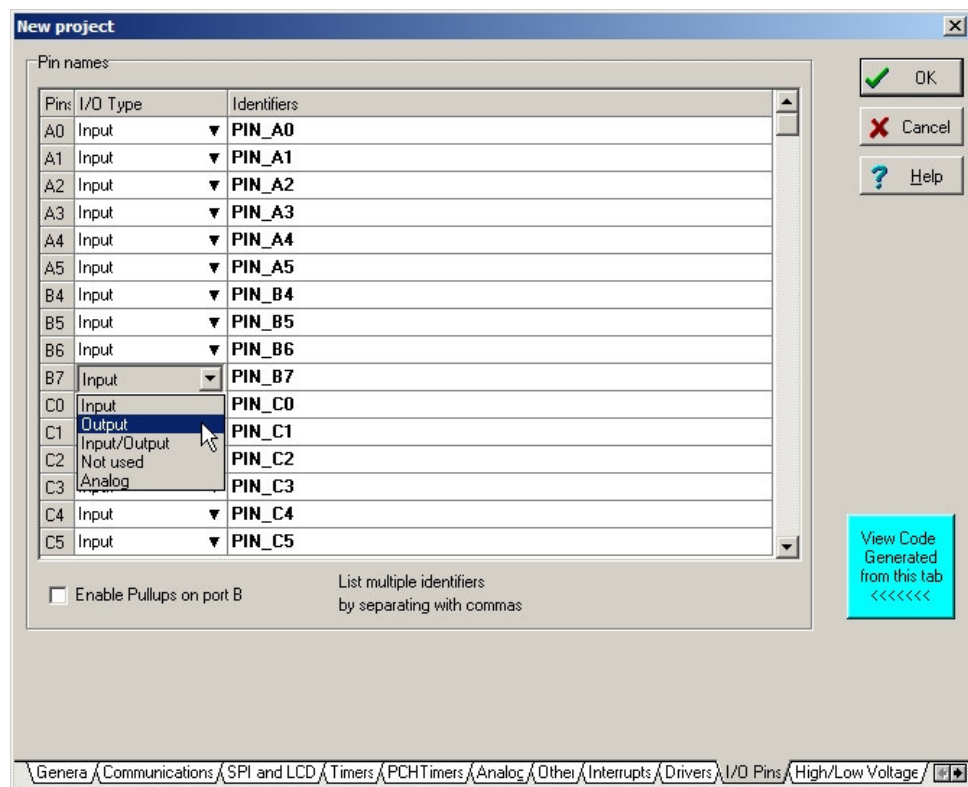 New project
Pin names
OK
Cancel
Help
Pins I/O Type Identifiers
A0 Input PIN_A0
A1 Input PIN_A1
A2 Input PIN_A2
A3 Input PIN_A3
A4 Input PIN_A4
A5 Input PIN_A5
B4 Input PIN_B4
B5 Input PIN_B5
B6 Input PIN_B6
B7 Input PIN_B7
C0 Input PIN_C0
C1 Output PIN_C1
Input/Output
C2 Not used PIN_C2
C3 Analog PIN_C3
C4 Input PIN_C4
C5 Input PIN_C5
Enable Pullups on port B
List multiple identifiers
by separating with commas
View Code
Generated
from this tab
<<<<<<<
Genera Communications SPI and LCD Timers PCHTimers Analog Other Interrupts Drivers I/O Pins High/Low Voltage